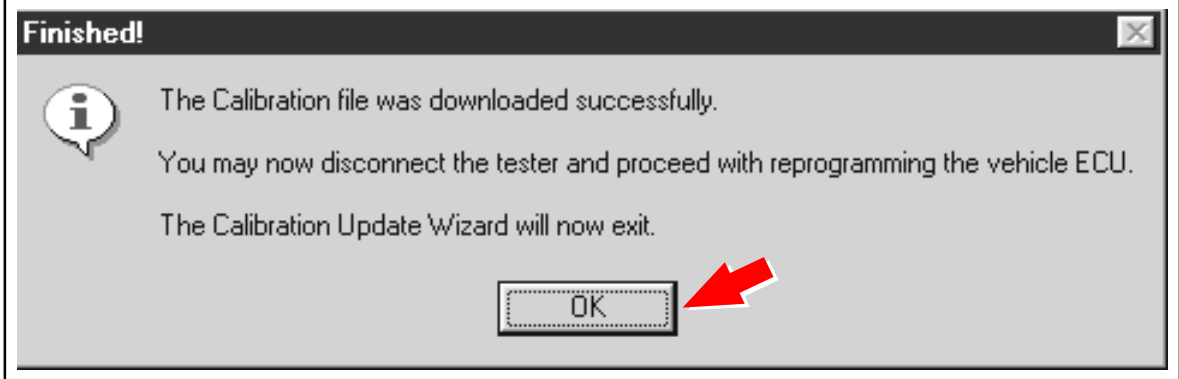 Finished!
The Calibration file was downloaded successfully.
You may now disconnect the tester and proceed with reprogramming the vehicle ECU.
The Calibration Update Wizard will now exit.
OK